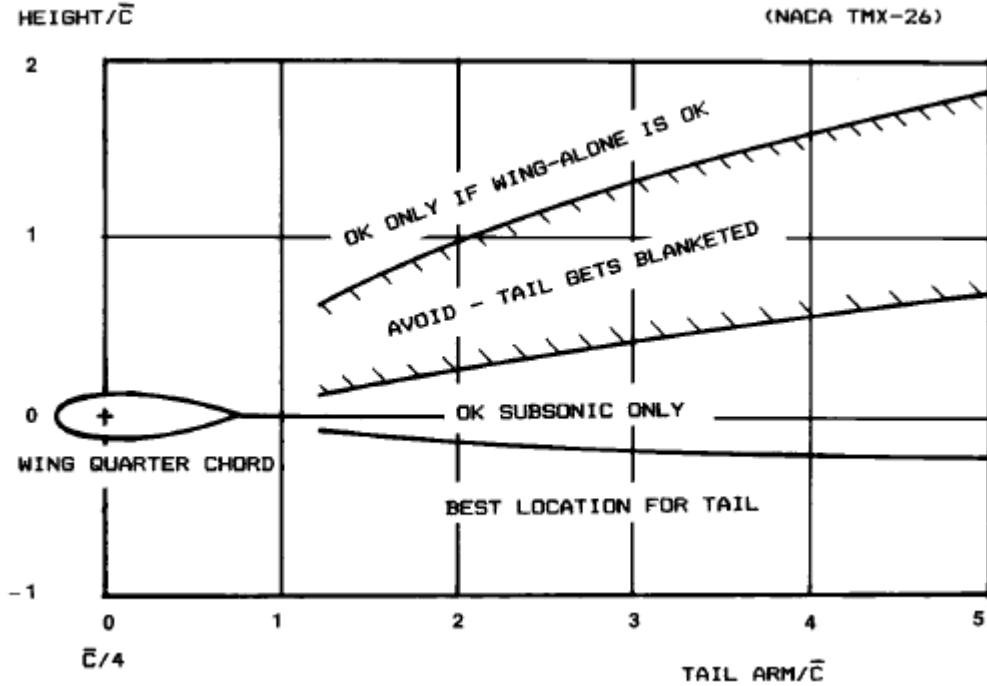 HEIGHT/C̄
(NACA TMX-26)
2
OK ONLY IF WING-ALONE IS OK
1
AVOID - TAIL GETS BLANKETED
0
OK SUBSONIC ONLY
WING QUARTER CHORD
BEST LOCATION FOR TAIL
-1
0 1 2 3 4 5
C̄/4
TAIL ARM/C̄